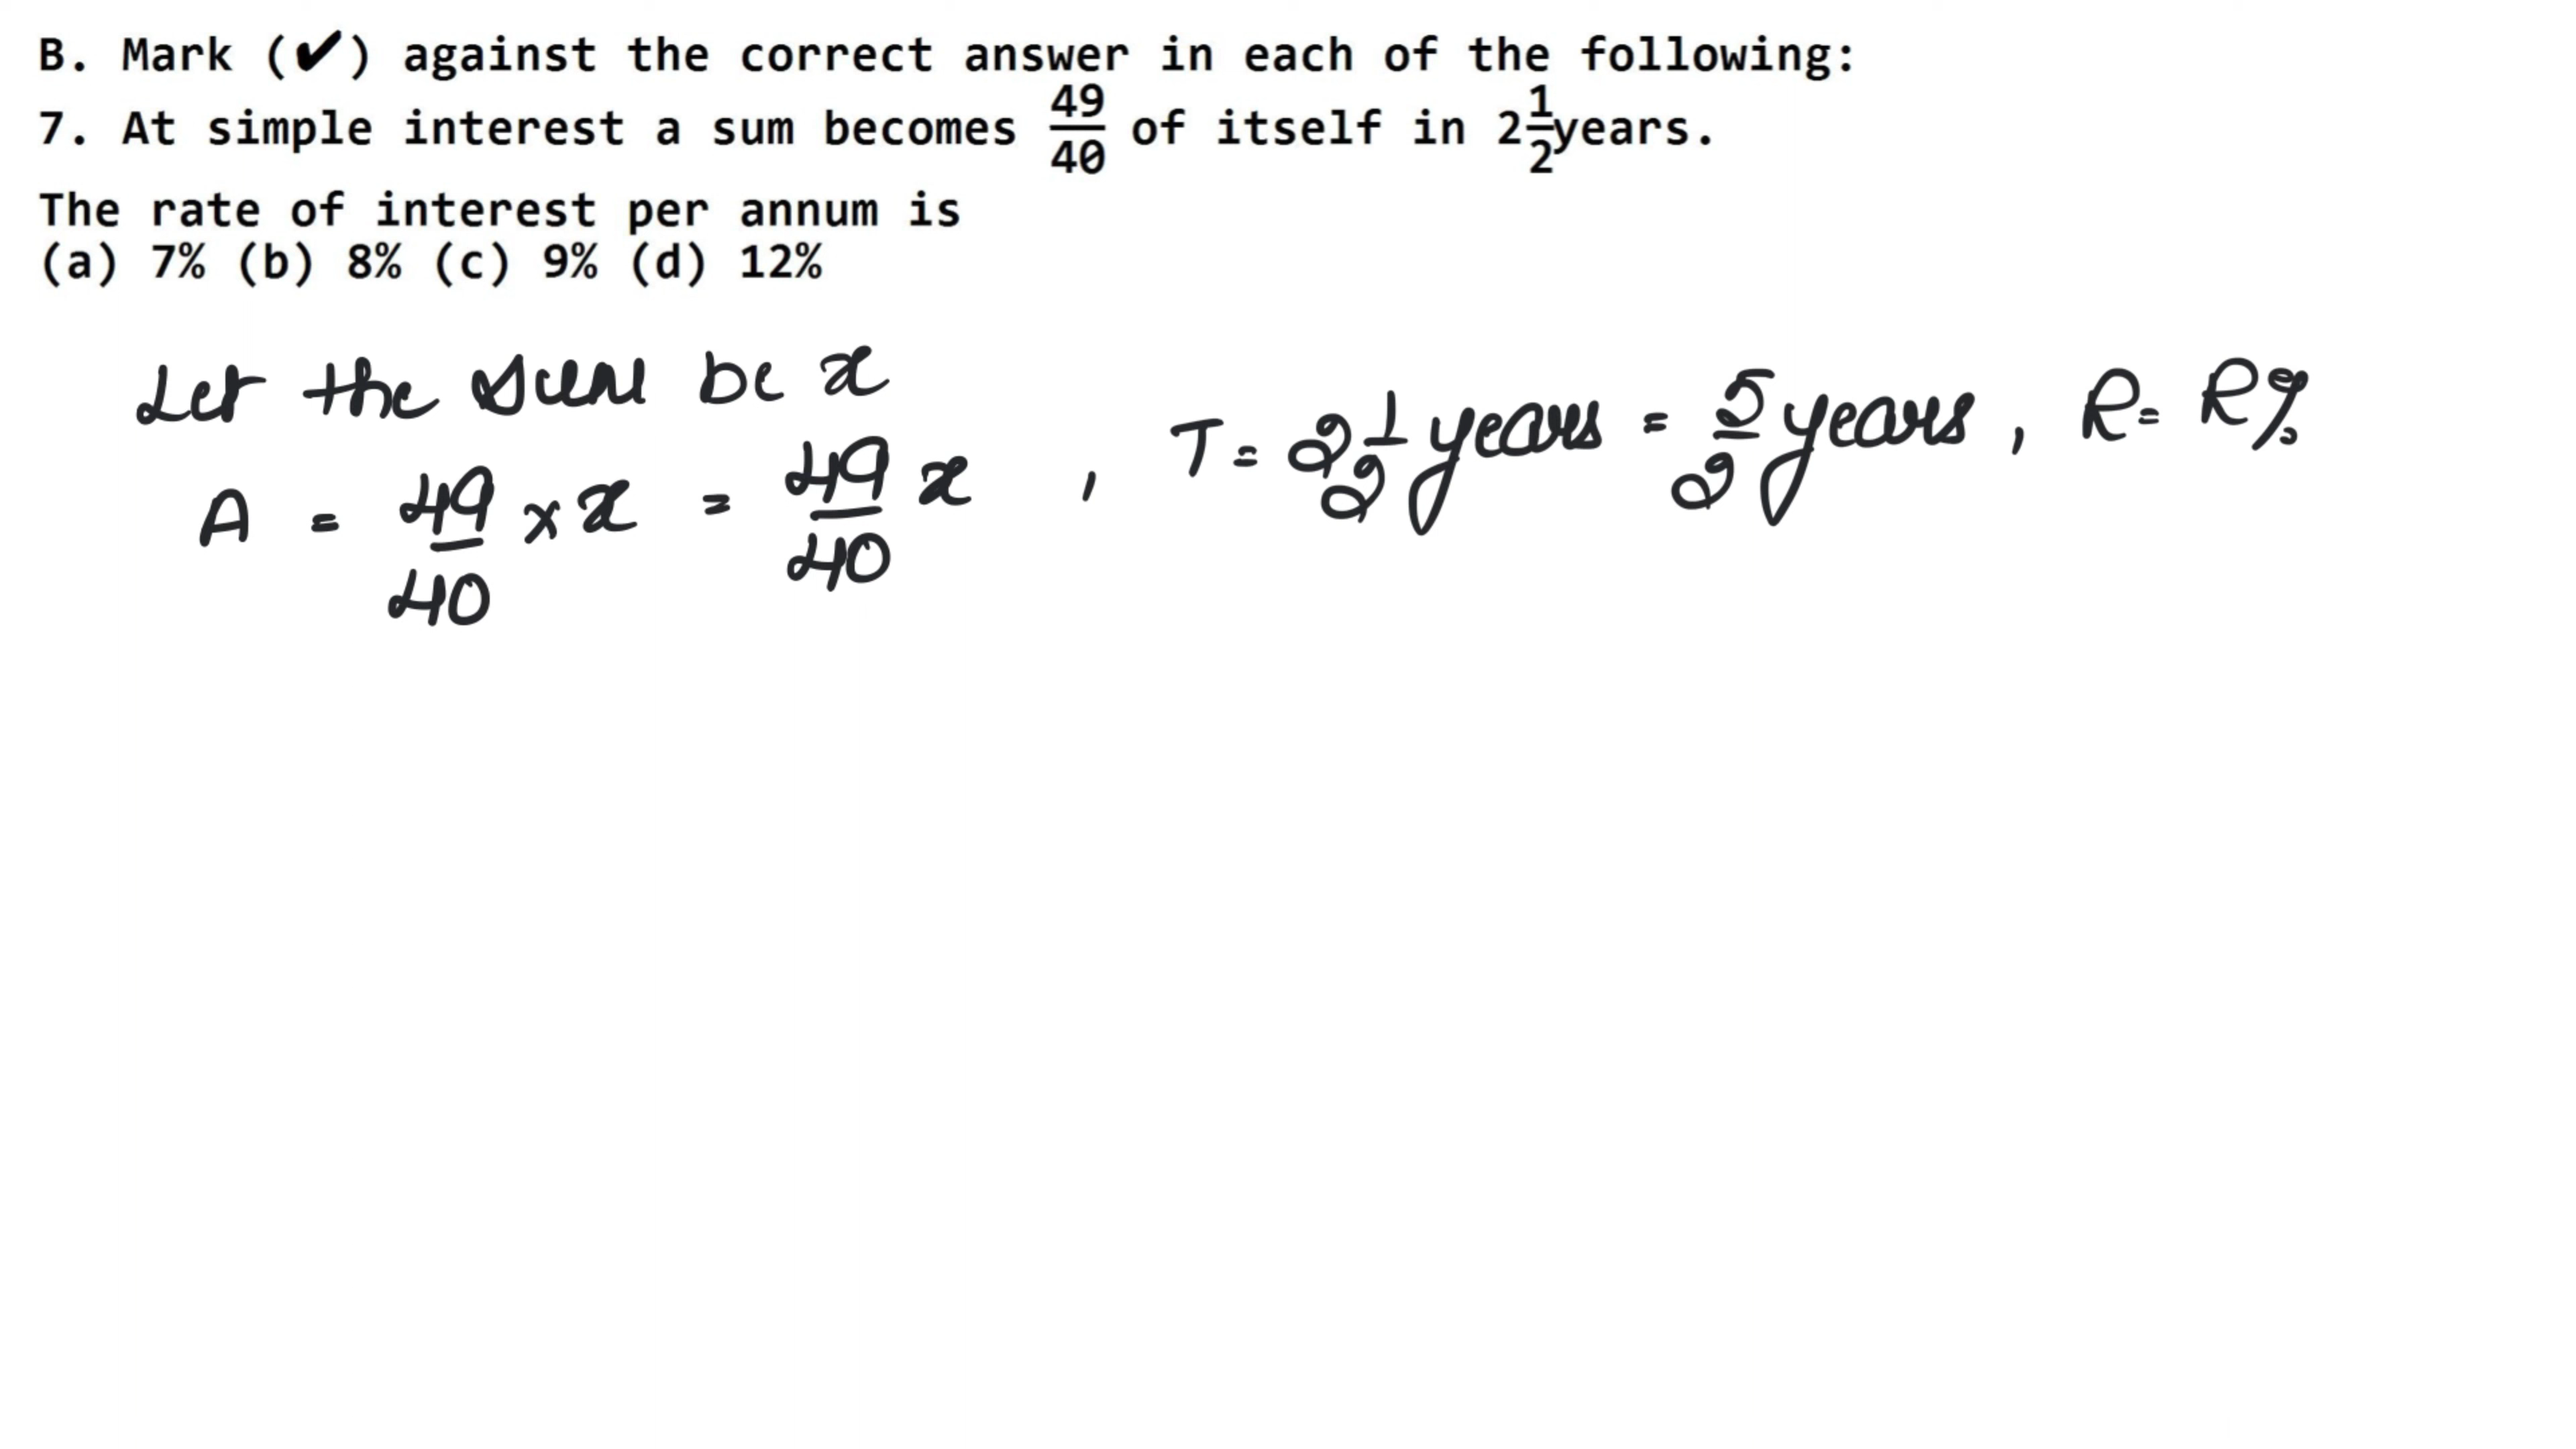 B. Mark (✔) against the correct answer in each of the following:
7. At simple interest a sum becomes 49/40 of itself in 2 1/2 years.
The rate of interest per annum is
(a) 7% (b) 8% (c) 9% (d) 12%
Let the sum be x
A = 49/40 × x = 49/40 x , T = 2 1/2 years = 5/2 years , R = R%